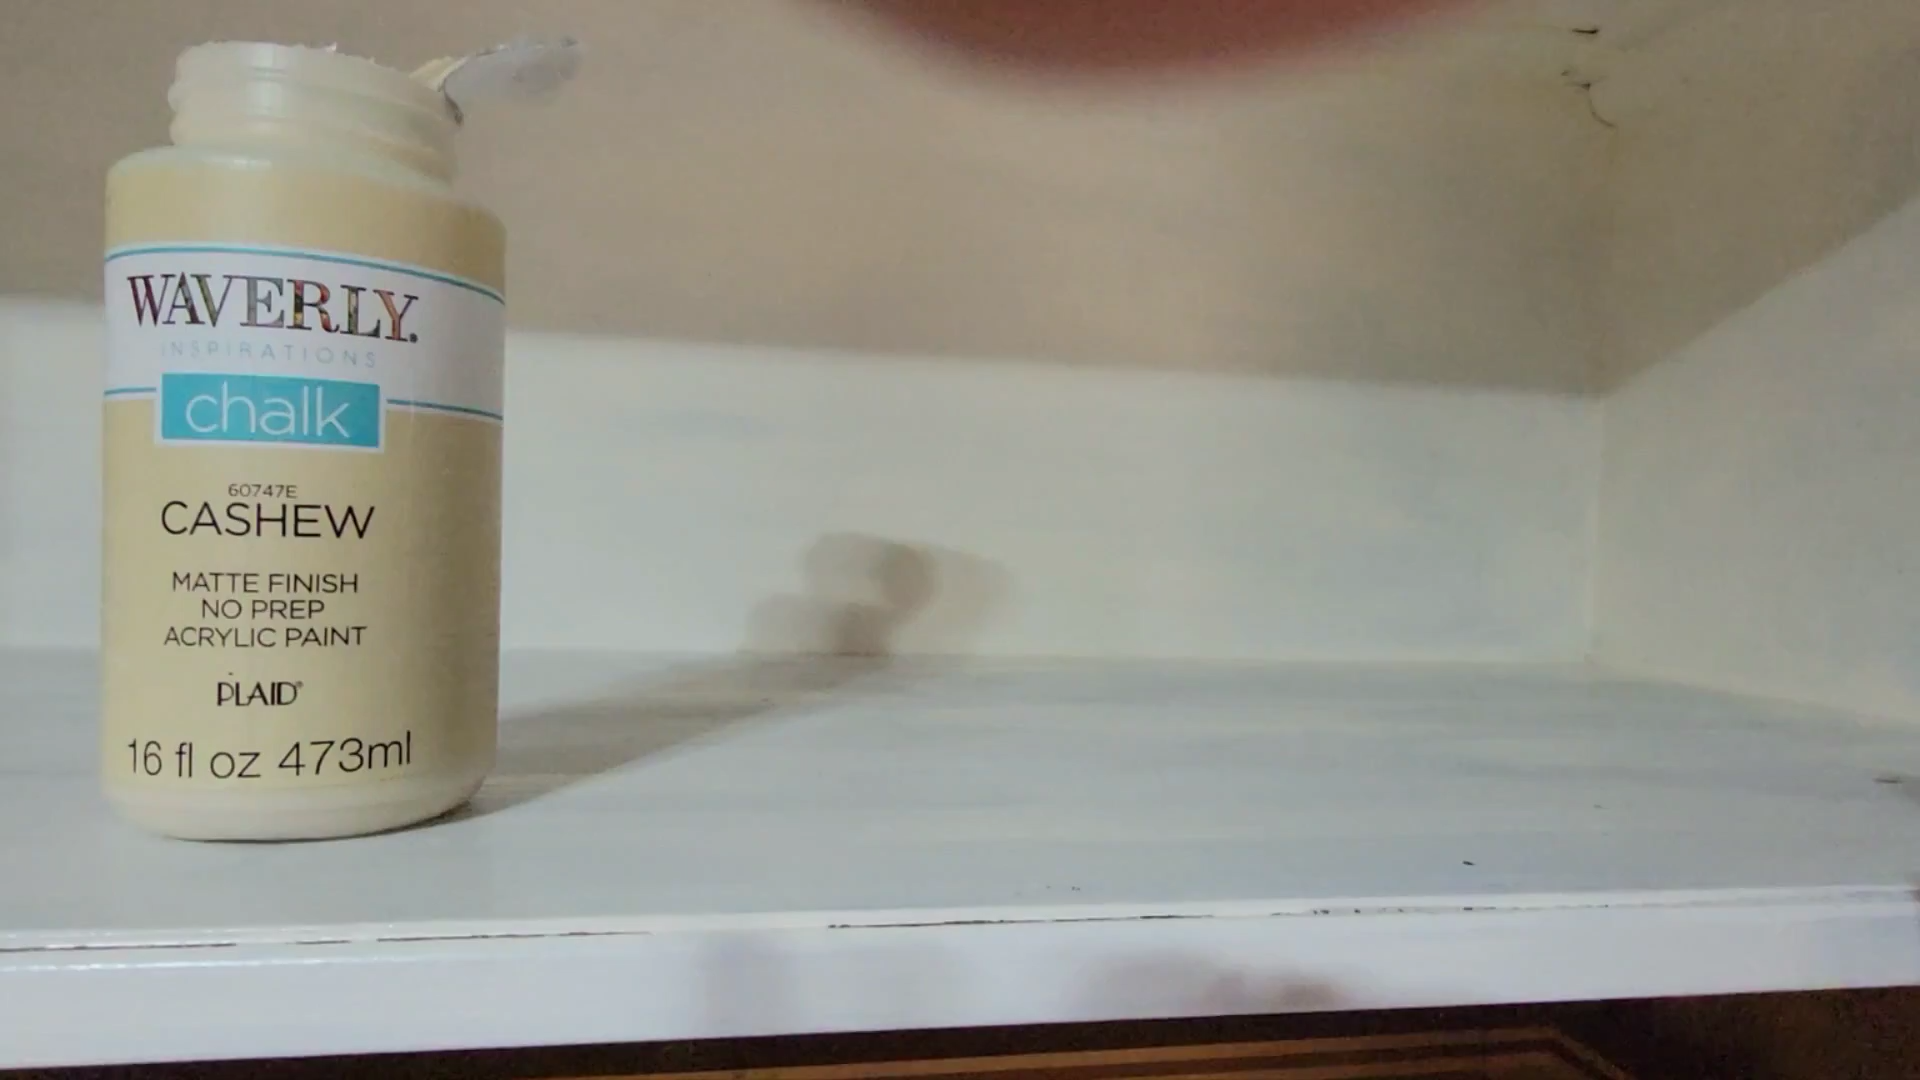 WAVERLY.
INSPIRATIONS
chalk
60747E
CASHEW
MATTE FINISH
NO PREP
ACRYLIC PAINT
PLAID®
16 fl oz 473ml